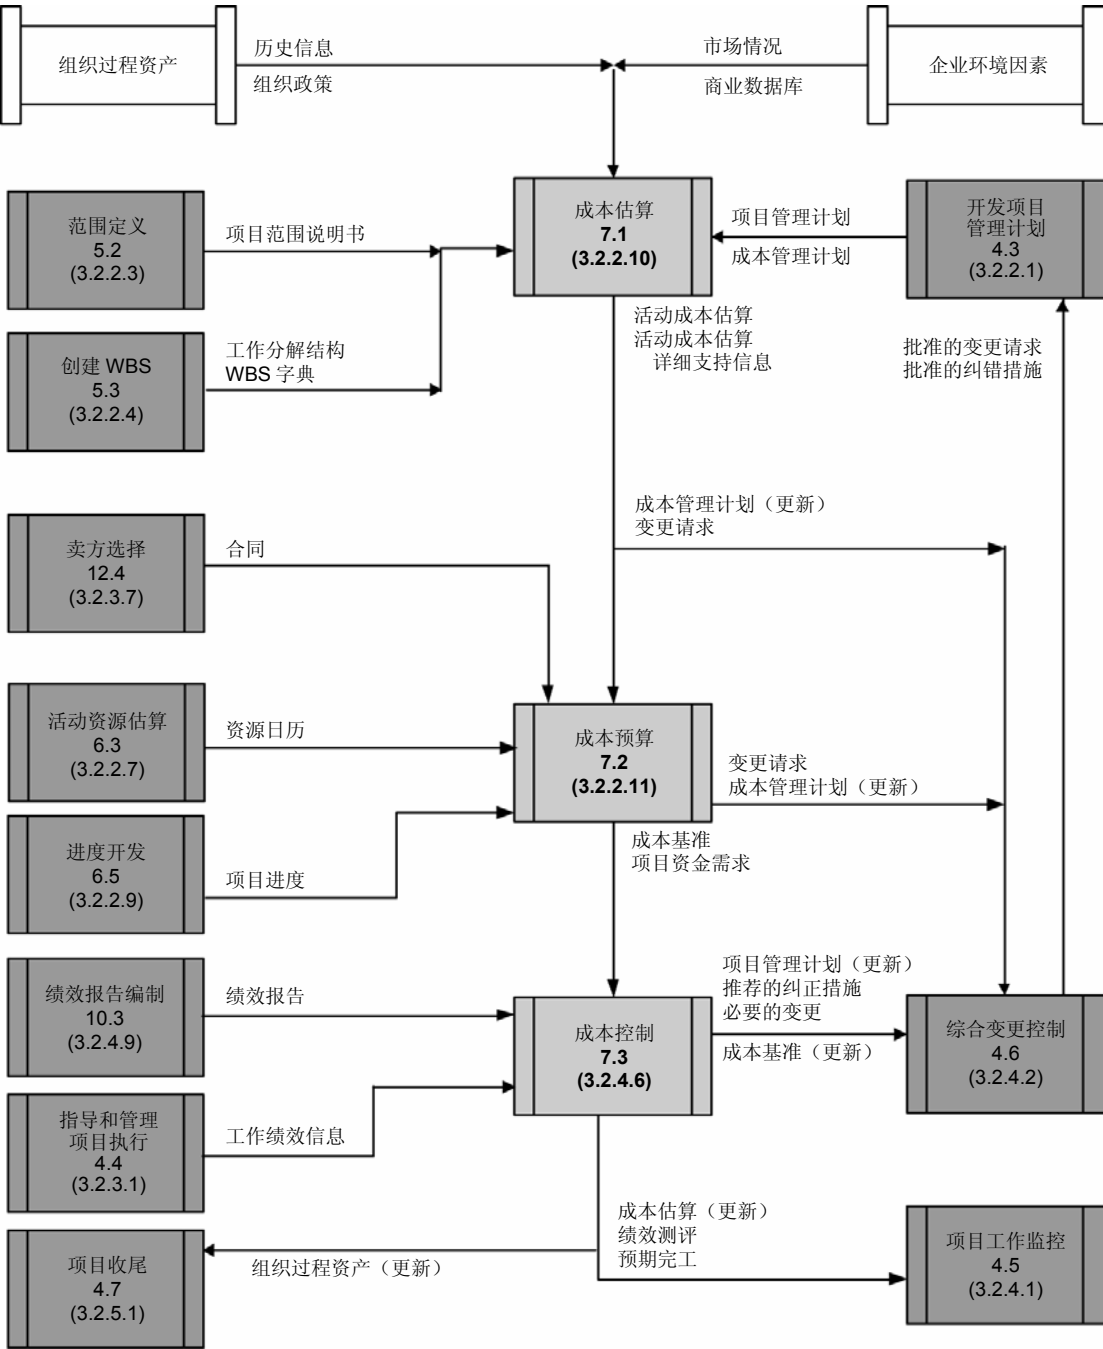 组织过程资产
历史信息
组织政策
市场情况
商业数据库
企业环境因素
范围定义
5.2
(3.2.2.3)
项目范围说明书
成本估算
7.1
(3.2.2.10)
项目管理计划
成本管理计划
开发项目
管理计划
4.3
(3.2.2.1)
创建 WBS
5.3
(3.2.2.4)
工作分解结构
WBS 字典
活动成本估算
活动成本估算
详细支持信息
批准的变更请求
批准的纠错措施
卖方选择
12.4
(3.2.3.7)
合同
成本管理计划（更新）
变更请求
活动资源估算
6.3
(3.2.2.7)
资源日历
成本预算
7.2
(3.2.2.11)
变更请求
成本管理计划（更新）
进度开发
6.5
(3.2.2.9)
项目进度
成本基准
项目资金需求
绩效报告编制
10.3
(3.2.4.9)
绩效报告
成本控制
7.3
(3.2.4.6)
项目管理计划（更新）
推荐的纠正措施
必要的变更
成本基准（更新）
综合变更控制
4.6
(3.2.4.2)
指导和管理
项目执行
4.4
(3.2.3.1)
工作绩效信息
项目收尾
4.7
(3.2.5.1)
组织过程资产（更新）
成本估算（更新）
绩效测评
预期完工
项目工作监控
4.5
(3.2.4.1)